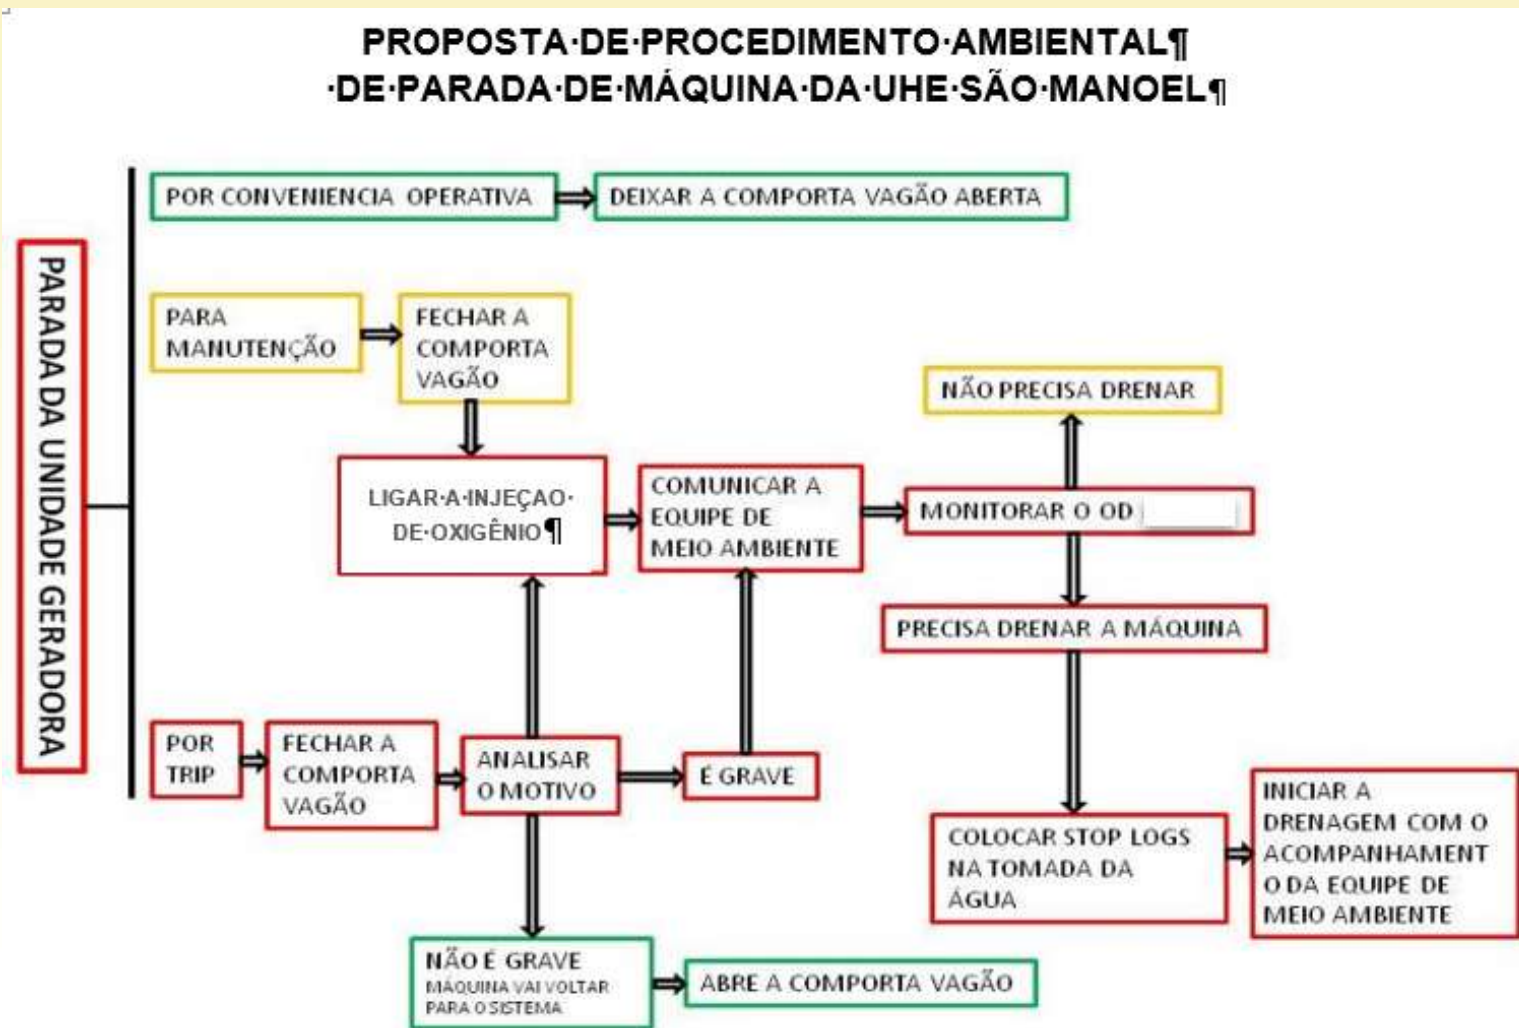 PROPOSTA·DE·PROCEDIMENTO·AMBIENTAL¶
·DE·PARADA·DE·MÁQUINA·DA·UHE·SÃO·MANOEL¶
PARADA DA UNIDADE GERADORA
POR CONVENIENCIA OPERATIVA
DEIXAR A COMPORTA VAGÃO ABERTA
PARA
MANUTENÇÃO
FECHAR A
COMPORTA
VAGÃO
LIGAR·A·INJEÇAO·
DE·OXIGÊNIO¶
COMUNICAR A
EQUIPE DE
MEIO AMBIENTE
NÃO PRECISA DRENAR
MONITORAR O OD
PRECISA DRENAR A MÁQUINA
POR
TRIP
FECHAR A
COMPORTA
VAGÃO
ANALISAR
O MOTIVO
É GRAVE
COLOCAR STOP LOGS
NA TOMADA DA
ÁGUA
INICIAR A
DRENAGEM COM O
ACOMPANHAMENT
O DA EQUIPE DE
MEIO AMBIENTE
NÃO É GRAVE
MÁQUINA VAI VOLTAR
PARA O SISTEMA
ABRE A COMPORTA VAGÃO